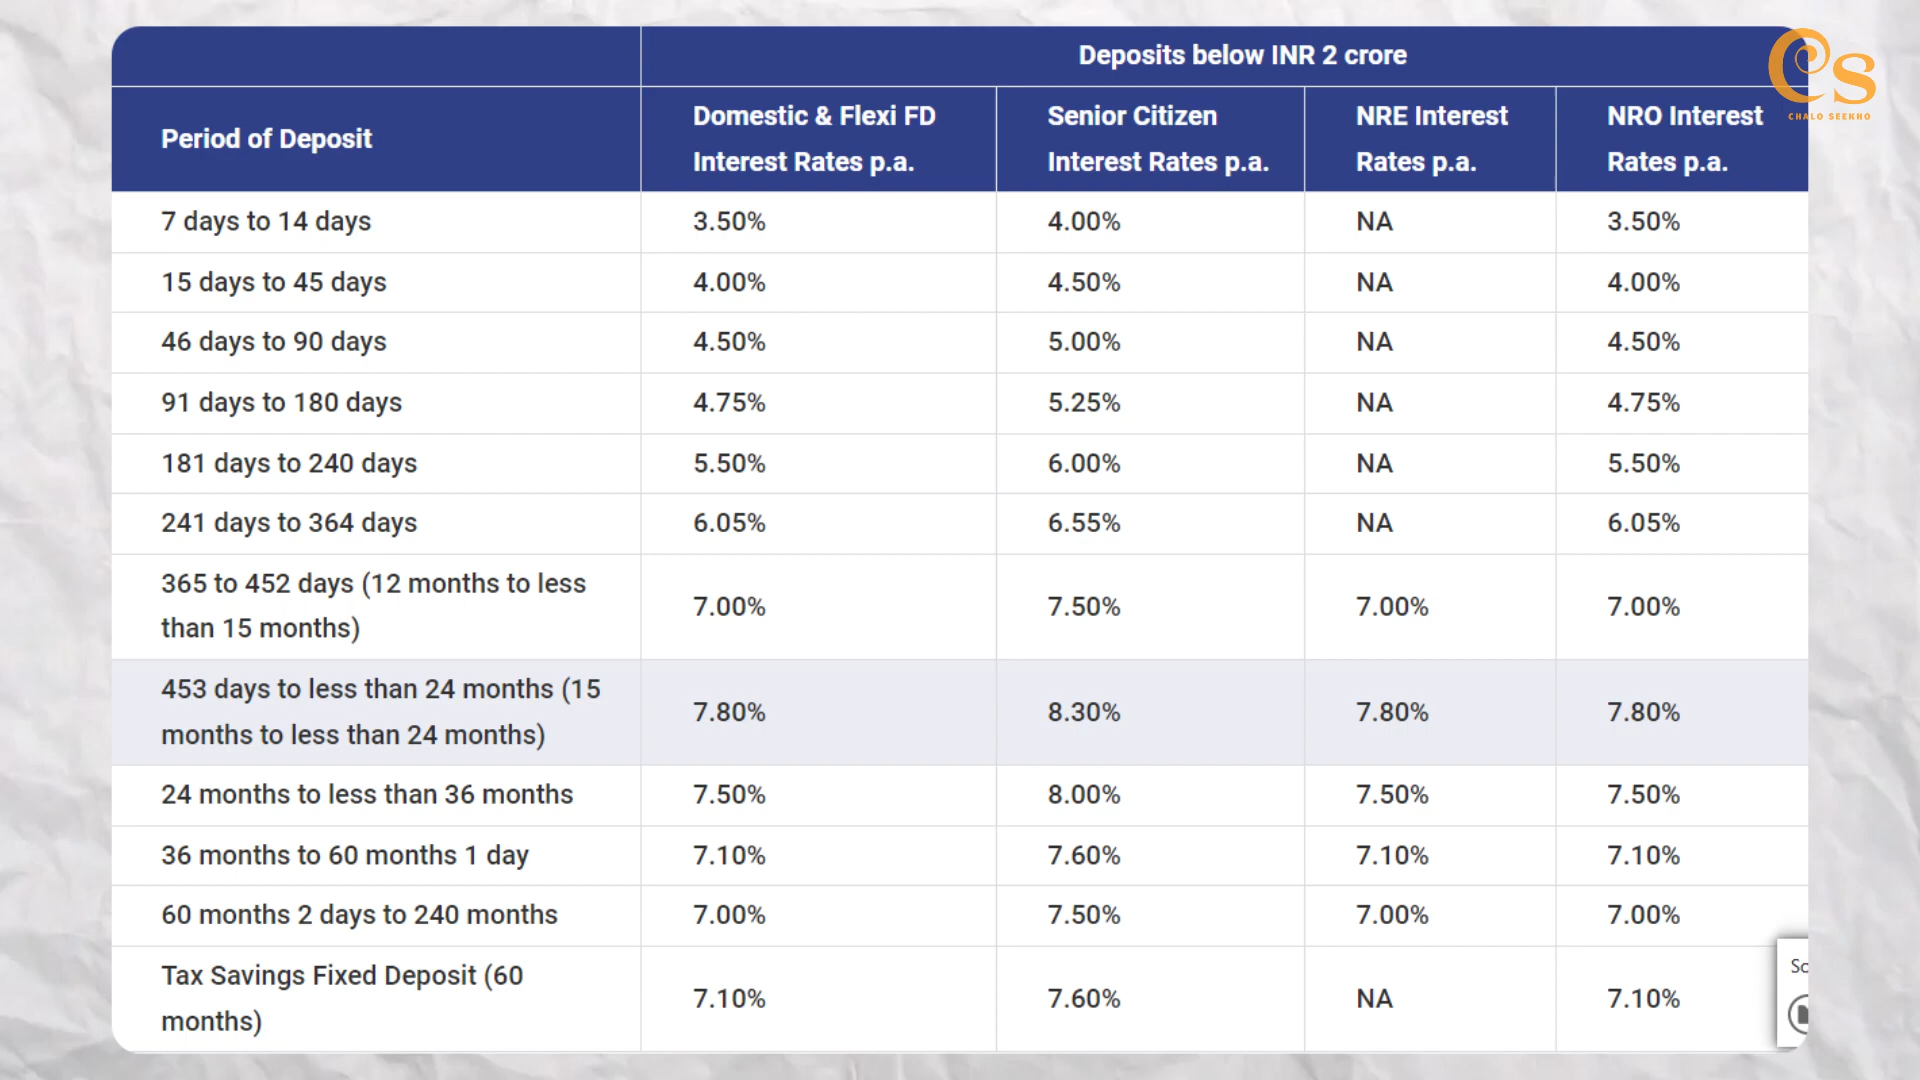 Deposits below INR 2 crore
Period of Deposit
Domestic & Flexi FD
Interest Rates p.a.
Senior Citizen
Interest Rates p.a.
NRE Interest
Rates p.a.
NRO Interest
Rates p.a.
CS
CHALO SEEKHO
7 days to 14 days 3.50% 4.00% NA 3.50%
15 days to 45 days 4.00% 4.50% NA 4.00%
46 days to 90 days 4.50% 5.00% NA 4.50%
91 days to 180 days 4.75% 5.25% NA 4.75%
181 days to 240 days 5.50% 6.00% NA 5.50%
241 days to 364 days 6.05% 6.55% NA 6.05%
365 to 452 days (12 months to less
than 15 months)
7.00% 7.50% 7.00% 7.00%
453 days to less than 24 months (15
months to less than 24 months)
7.80% 8.30% 7.80% 7.80%
24 months to less than 36 months 7.50% 8.00% 7.50% 7.50%
36 months to 60 months 1 day 7.10% 7.60% 7.10% 7.10%
60 months 2 days to 240 months 7.00% 7.50% 7.00% 7.00%
Tax Savings Fixed Deposit (60
months)
7.10% 7.60% NA 7.10%